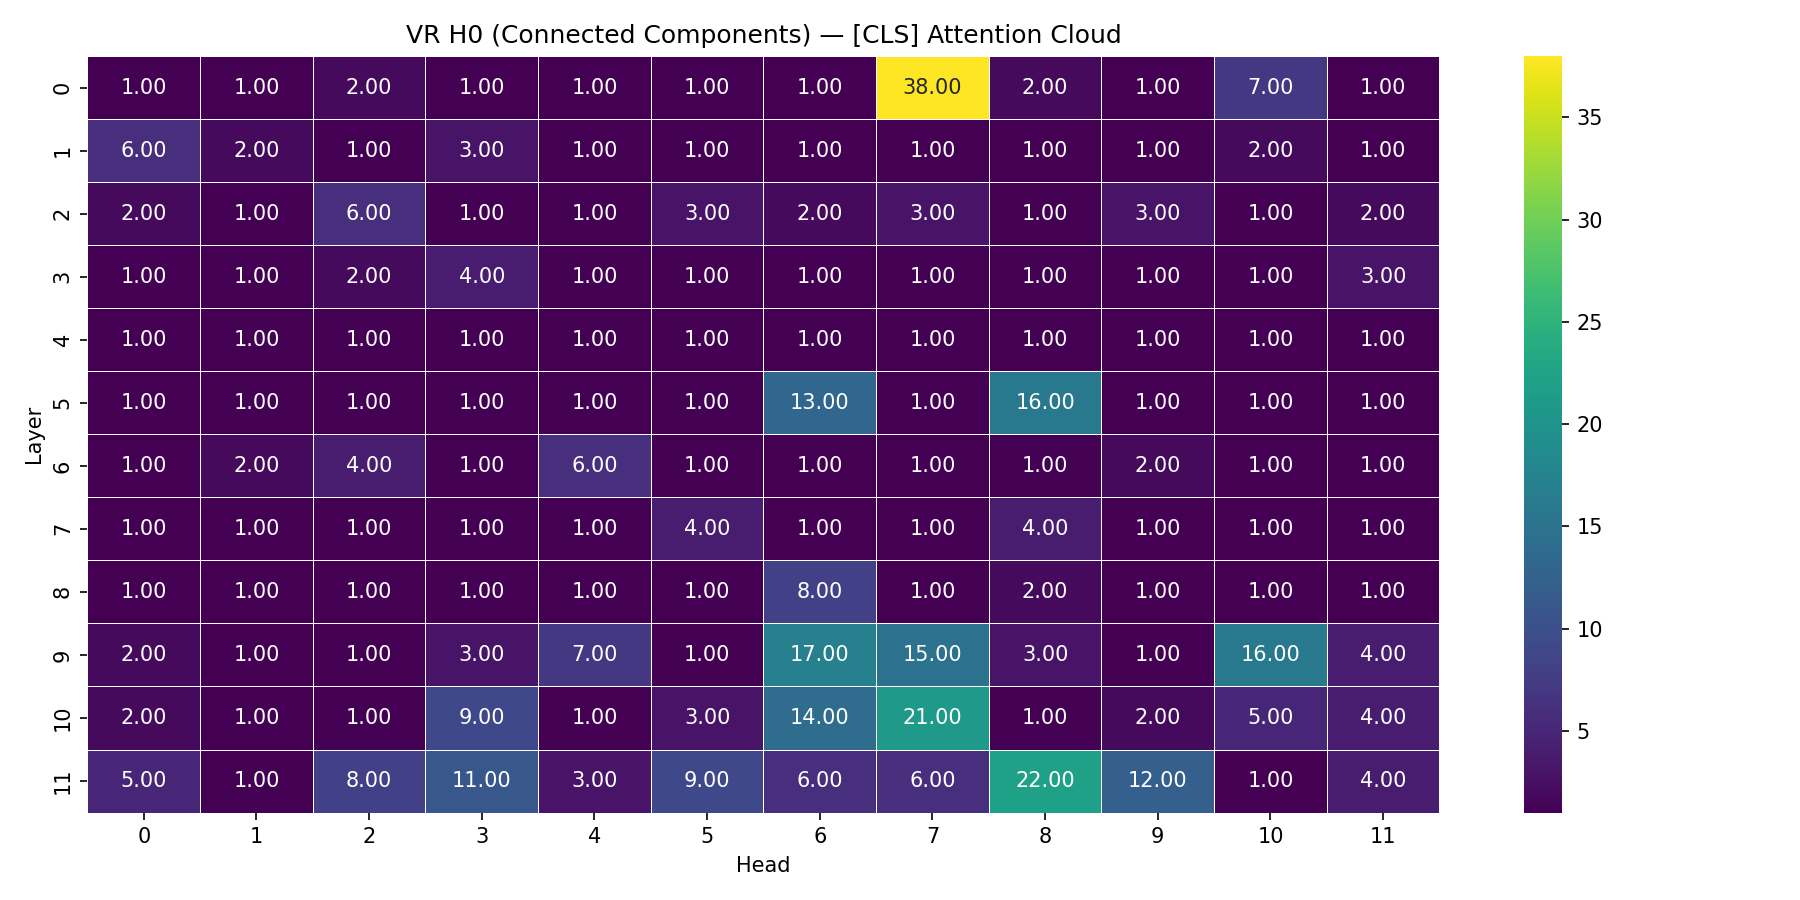 VR H0 (Connected Components) — [CLS] Attention Cloud
0 1.00 1.00 2.00 1.00 1.00 1.00 1.00 38.00 2.00 1.00 7.00 1.00
1 6.00 2.00 1.00 3.00 1.00 1.00 1.00 1.00 1.00 1.00 2.00 1.00
2 2.00 1.00 6.00 1.00 1.00 3.00 2.00 3.00 1.00 3.00 1.00 2.00
3 1.00 1.00 2.00 4.00 1.00 1.00 1.00 1.00 1.00 1.00 1.00 3.00
4 1.00 1.00 1.00 1.00 1.00 1.00 1.00 1.00 1.00 1.00 1.00 1.00
5 1.00 1.00 1.00 1.00 1.00 1.00 13.00 1.00 16.00 1.00 1.00 1.00
6 1.00 2.00 4.00 1.00 6.00 1.00 1.00 1.00 1.00 2.00 1.00 1.00
7 1.00 1.00 1.00 1.00 1.00 4.00 1.00 1.00 4.00 1.00 1.00 1.00
8 1.00 1.00 1.00 1.00 1.00 1.00 8.00 1.00 2.00 1.00 1.00 1.00
9 2.00 1.00 1.00 3.00 7.00 1.00 17.00 15.00 3.00 1.00 16.00 4.00
10 2.00 1.00 1.00 9.00 1.00 3.00 14.00 21.00 1.00 2.00 5.00 4.00
11 5.00 1.00 8.00 11.00 3.00 9.00 6.00 6.00 22.00 12.00 1.00 4.00
0 1 2 3 4 5 6 7 8 9 10 11
Head
Layer
35
30
25
20
15
10
5